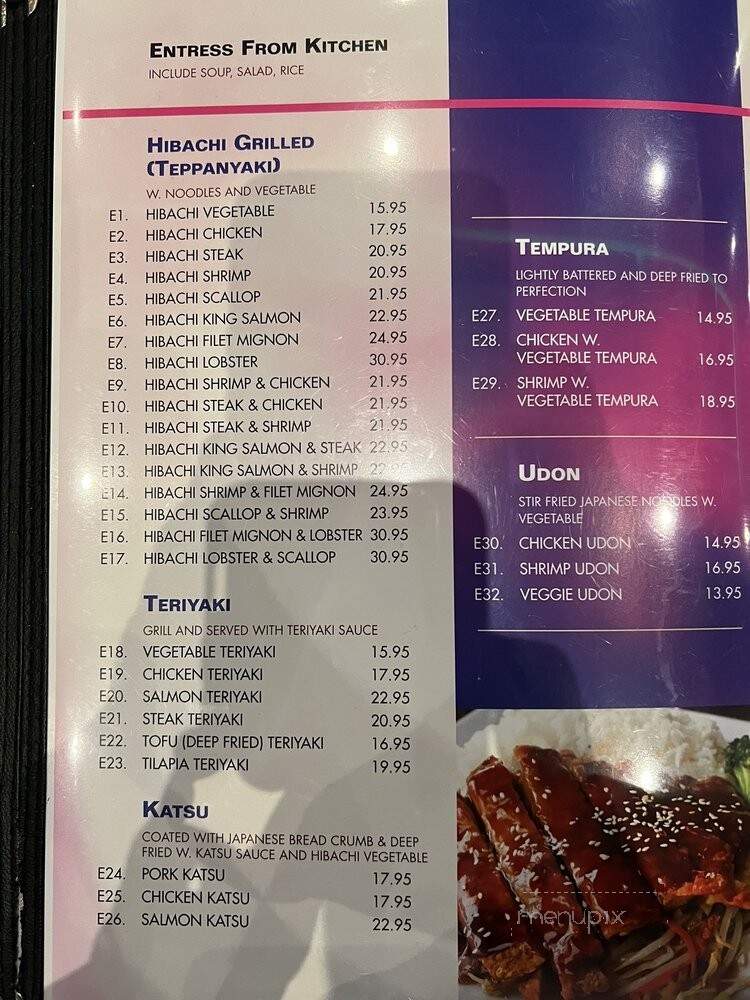 ENTRESS FROM KITCHEN
INCLUDE SOUP, SALAD, RICE
HIBACHI GRILLED
(TEPPANYAKI)
W. NOODLES AND VEGETABLE
E1. HIBACHI VEGETABLE 15.95
E2. HIBACHI CHICKEN 17.95
E3. HIBACHI STEAK 20.95
E4. HIBACHI SHRIMP 20.95
E5. HIBACHI SCALLOP 21.95
E6. HIBACHI KING SALMON 22.95
E7. HIBACHI FILET MIGNON 24.95
E8. HIBACHI LOBSTER 30.95
E9. HIBACHI SHRIMP & CHICKEN 21.95
E10. HIBACHI STEAK & CHICKEN 21.95
E11. HIBACHI STEAK & SHRIMP 21.95
E12. HIBACHI KING SALMON & STEAK 22.95
E13. HIBACHI KING SALMON & SHRIMP 22.95
E14. HIBACHI SHRIMP & FILET MIGNON 24.95
E15. HIBACHI SCALLOP & SHRIMP 23.95
E16. HIBACHI FILET MIGNON & LOBSTER 30.95
E17. HIBACHI LOBSTER & SCALLOP 30.95
TERIYAKI
GRILL AND SERVED WITH TERIYAKI SAUCE
E18. VEGETABLE TERIYAKI 15.95
E19. CHICKEN TERIYAKI 17.95
E20. SALMON TERIYAKI 22.95
E21. STEAK TERIYAKI 20.95
E22. TOFU (DEEP FRIED) TERIYAKI 16.95
E23. TILAPIA TERIYAKI 19.95
KATSU
COATED WITH JAPANESE BREAD CRUMB & DEEP
FRIED W. KATSU SAUCE AND HIBACHI VEGETABLE
E24. PORK KATSU 17.95
E25. CHICKEN KATSU 17.95
E26. SALMON KATSU 22.95
TEMPURA
LIGHTLY BATTERED AND DEEP FRIED TO
PERFECTION
E27. VEGETABLE TEMPURA 14.95
E28. CHICKEN W.
VEGETABLE TEMPURA 16.95
E29. SHRIMP W.
VEGETABLE TEMPURA 18.95
UDON
STIR FRIED JAPANESE NOODLES W.
VEGETABLE
E30. CHICKEN UDON 14.95
E31. SHRIMP UDON 16.95
E32. VEGGIE UDON 13.95
menupix